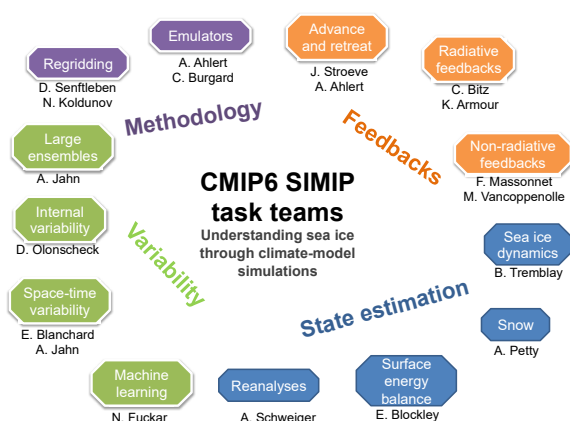 Emulators
A. Ahlert
C. Burgard
Advance
and retreat
J. Stroeve
A. Ahlert
Radiative
feedbacks
C. Bitz
K. Armour
Regridding
D. Senftleben
N. Koldunov
Methodology
Feedbacks
Large
ensembles
A. Jahn
Non-radiative
feedbacks
F. Massonnet
M. Vancoppenolle
CMIP6 SIMIP
task teams
Understanding sea ice
through climate-model
simulations
Internal
variability
D. Olonscheck
Variability
Sea ice
dynamics
B. Tremblay
Space-time
variability
E. Blanchard
A. Jahn
State estimation
Snow
A. Petty
Machine
learning
N. Fuckar
Reanalyses
A. Schweiger
Surface
energy
balance
E. Blockley